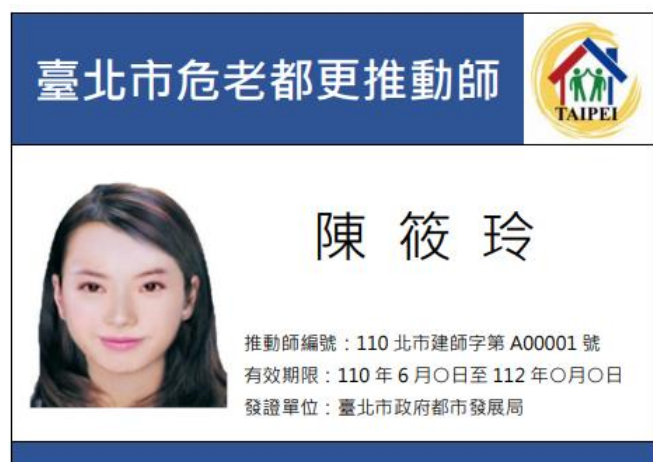 臺北市危老都更推動師
TAIPEI
陳筱玲
推動師編號：110 北市建師字第 A00001 號
有效期限：110 年 6 月○日至 112 年○月○日
發證單位：臺北市政府都市發展局